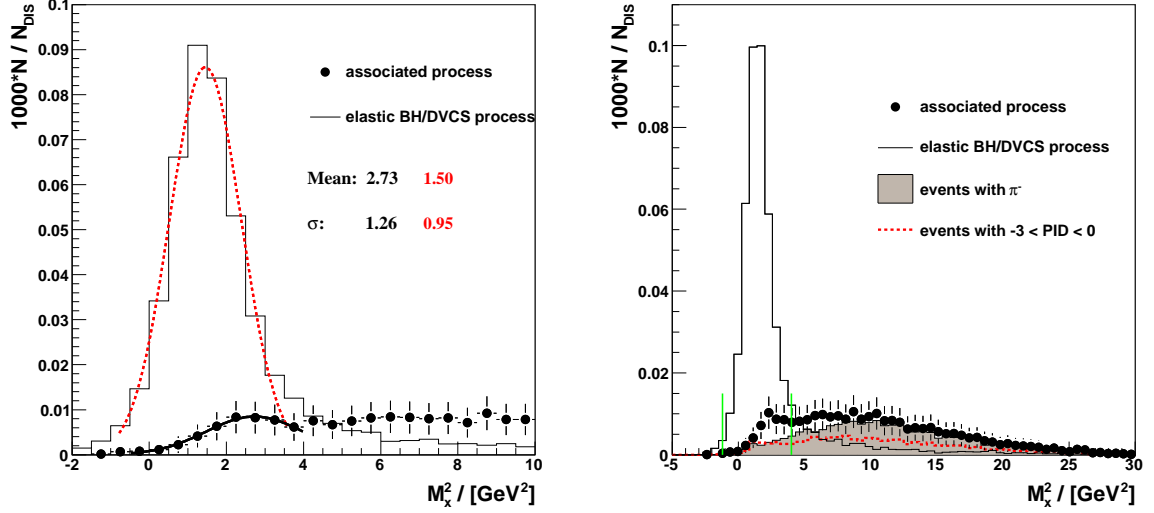 1000*N / N_DIS
0.1
0.09
0.08
0.07
0.06
0.05
0.04
0.03
0.02
0.01
0
-2 0 2 4 6 8 10
M_x^2 / [GeV^2]
associated process
elastic BH/DVCS process
Mean: 2.73 1.50
σ: 1.26 0.95
1000*N / N_DIS
0.1
0.08
0.06
0.04
0.02
0
-5 0 5 10 15 20 25 30
M_x^2 / [GeV^2]
associated process
elastic BH/DVCS process
events with π^-
events with -3 < PID < 0